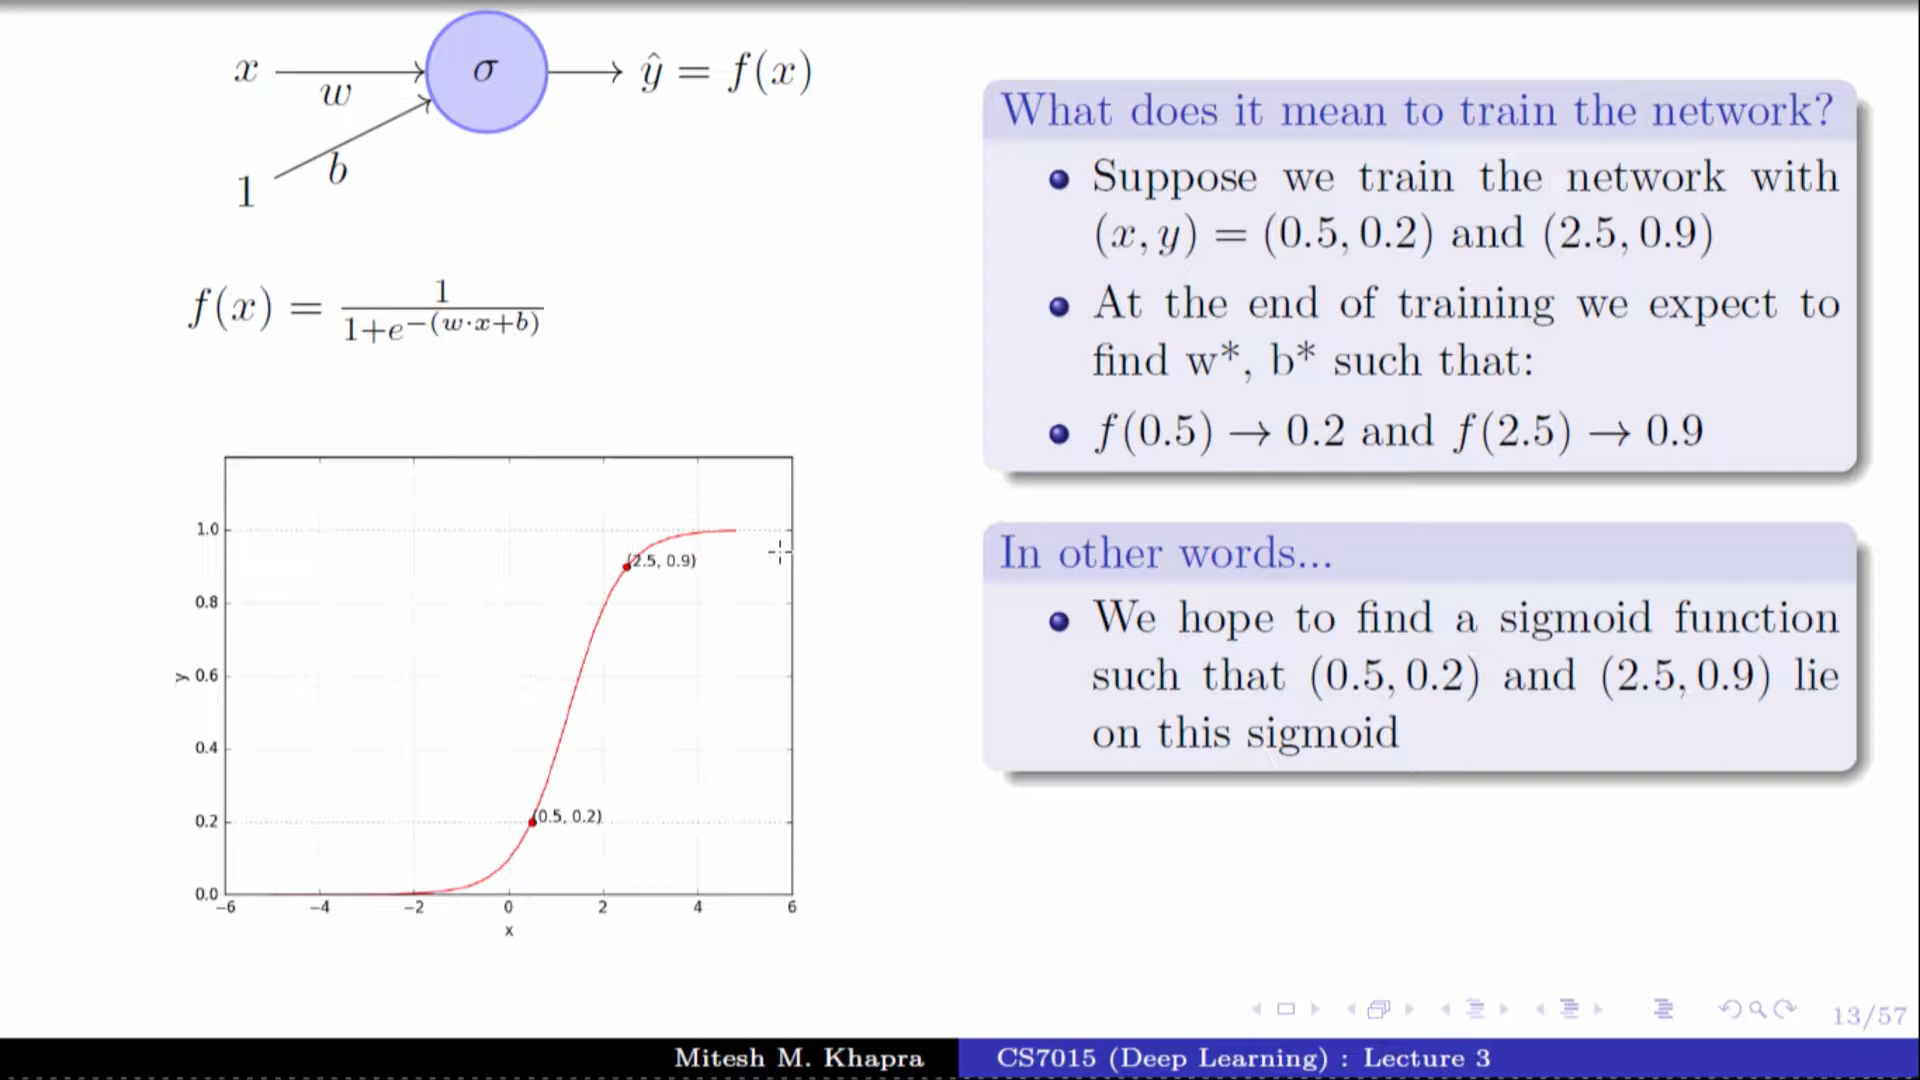 x
w
σ
ŷ = f(x)
1
b
f(x) = 1/(1+e^−(w·x+b))
1.0
0.8
0.6
0.4
0.2
0.0
y
−6 −4 −2 0 2 4 6
x
(2.5, 0.9)
(0.5, 0.2)
What does it mean to train the network?
Suppose we train the network with
(x, y) = (0.5, 0.2) and (2.5, 0.9)
At the end of training we expect to
find w*, b* such that:
f(0.5) → 0.2 and f(2.5) → 0.9
In other words...
We hope to find a sigmoid function
such that (0.5, 0.2) and (2.5, 0.9) lie
on this sigmoid
13/57
Mitesh M. Khapra
CS7015 (Deep Learning) : Lecture 3